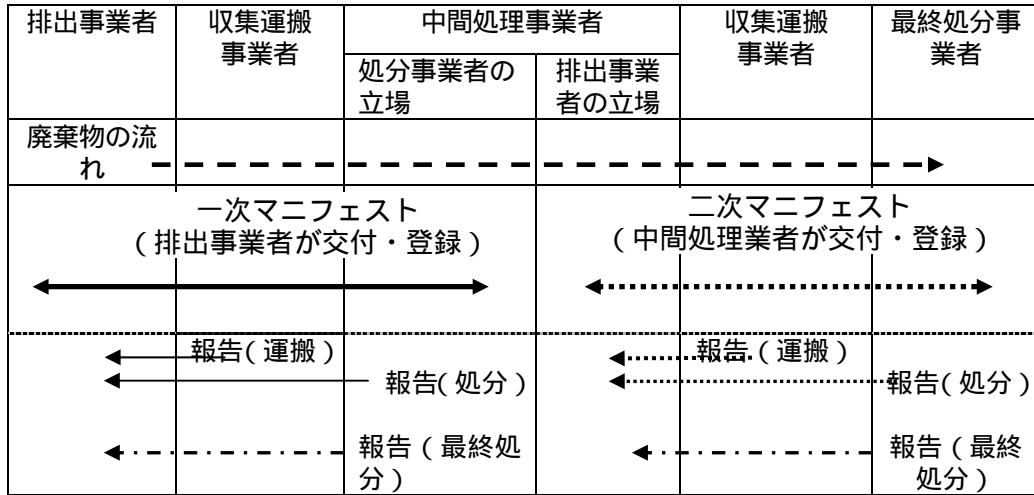 排出事業者
収集運搬
事業者
中間処理事業者
処分事業者の
立場
排出事業
者の立場
収集運搬
事業者
最終処分事
業者
廃棄物の流
れ
一次マニフェスト
(排出事業者が交付・登録)
二次マニフェスト
(中間処理業者が交付・登録)
報告(運搬)
報告(運搬)
報告(処分)
報告(処分)
報告(最終処
分)
報告(最終
処分)